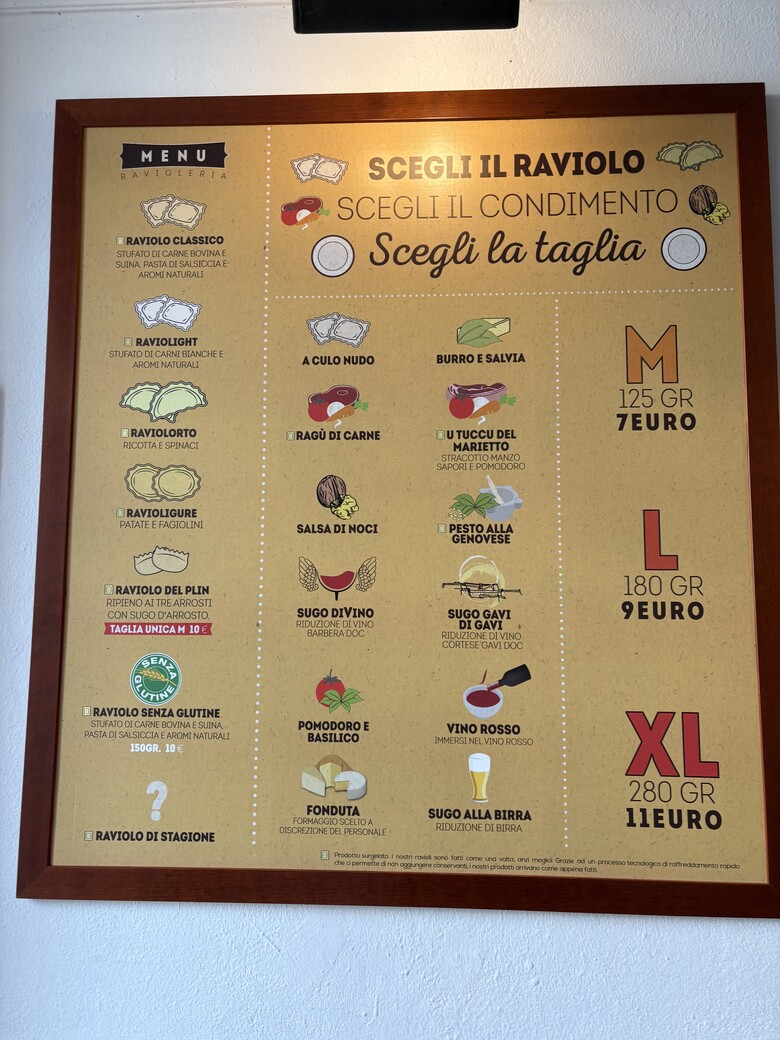 MENU
RAVIOLERIA
RAVIOLO CLASSICO
STUFATO DI CARNE BOVINA E
SUINA, PASTA DI SALSICCIA E
AROMI NATURALI
RAVIOLIGHT
STUFATO DI CARNI BIANCHE E
AROMI NATURALI
RAVIOLORTO
RICOTTA E SPINACI
RAVIOLIGURE
PATATE E FAGIOLINI
RAVIOLO DEL PLIN
RIPIENO AI TRE ARROSTI
CON SUGO D'ARROSTO.
TAGLIA UNICA M 10 €
SENZA
GLUTINE
RAVIOLO SENZA GLUTINE
STUFATO DI CARNE BOVINA E SUINA,
PASTA DI SALSICCIA E AROMI NATURALI
150GR. 10 €
?
RAVIOLO DI STAGIONE
SCEGLI IL RAVIOLO
SCEGLI IL CONDIMENTO
Scegli la taglia
A CULO NUDO
BURRO E SALVIA
RAGÙ DI CARNE
U TUCCU DEL
MARIETTO
STRACOTTO MANZO
SAPORI E POMODORO
SALSA DI NOCI
PESTO ALLA
GENOVESE
SUGO DIVINO
RIDUZIONE DI VINO
BARBERA DOC
SUGO GAVI
DI GAVI
RIDUZIONE DI VINO
CORTESE GAVI DOC
POMODORO E
BASILICO
VINO ROSSO
IMMERSI NEL VINO ROSSO
FONDUTA
FORMAGGIO SCELTO A
DISCREZIONE DEL PERSONALE
SUGO ALLA BIRRA
RIDUZIONE DI BIRRA
M
125 GR
7EURO
L
180 GR
9EURO
XL
280 GR
11EURO
Prodotto surgelato. I nostri ravioli sono fatti come una volta, anzi meglio! Grazie ad un processo tecnologico di raffreddamento rapido
che ci permette di non aggiungere conservanti, i nostri prodotti arrivano come appena fatti.